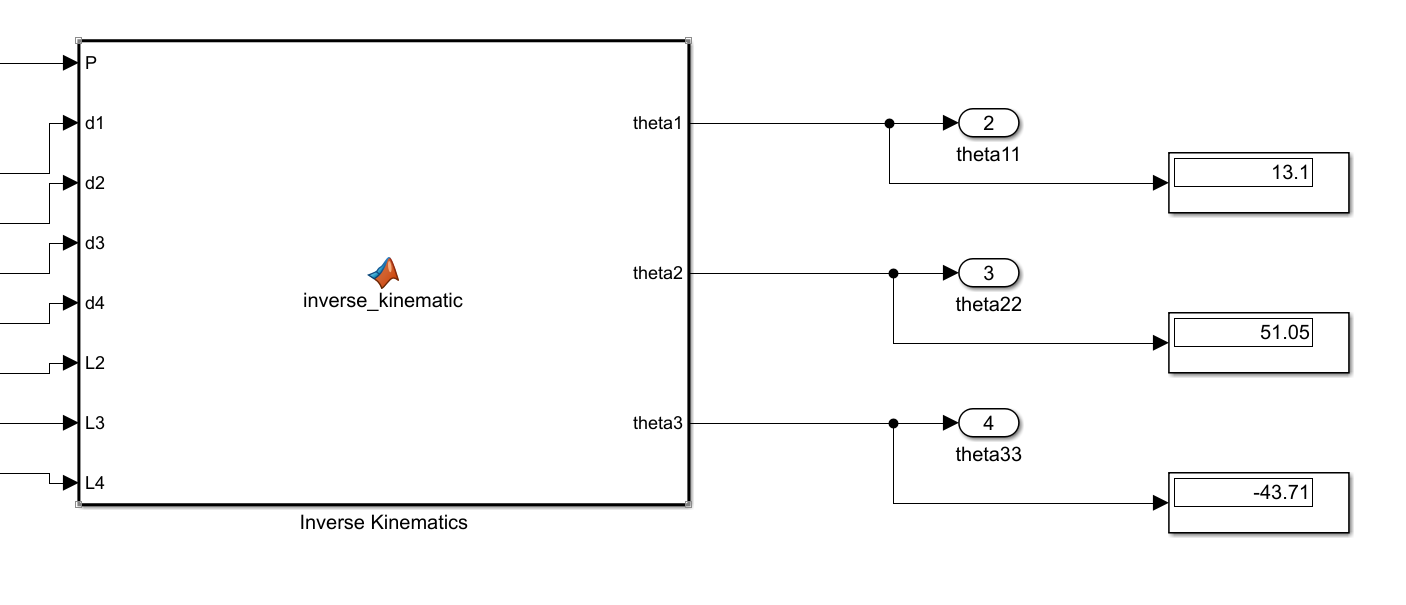 P
d1
theta1
2
theta11
13.1
d2
d3
theta2
3
theta22
51.05
inverse_kinematic
d4
L2
L3
theta3
4
theta33
-43.71
L4
Inverse Kinematics